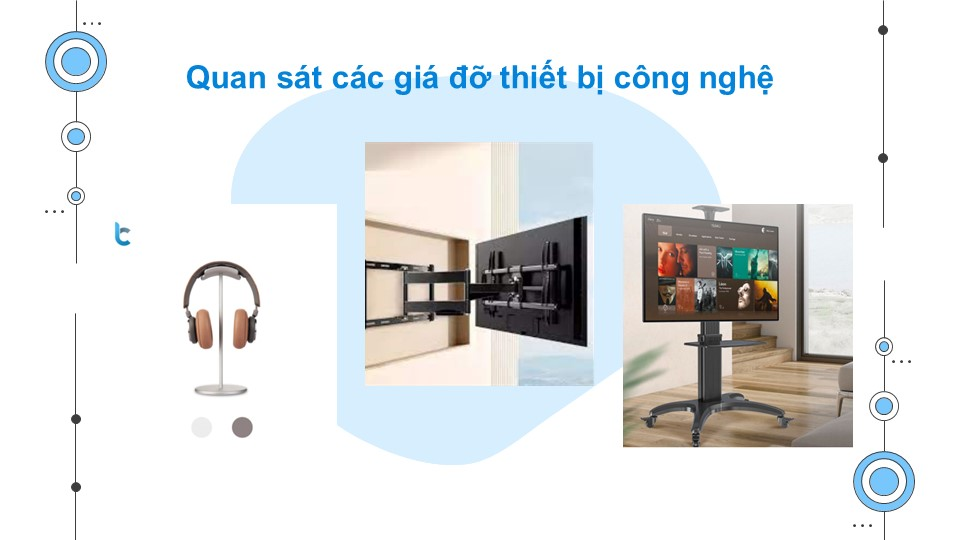 Quan sát các giá đỡ thiết bị công nghệ